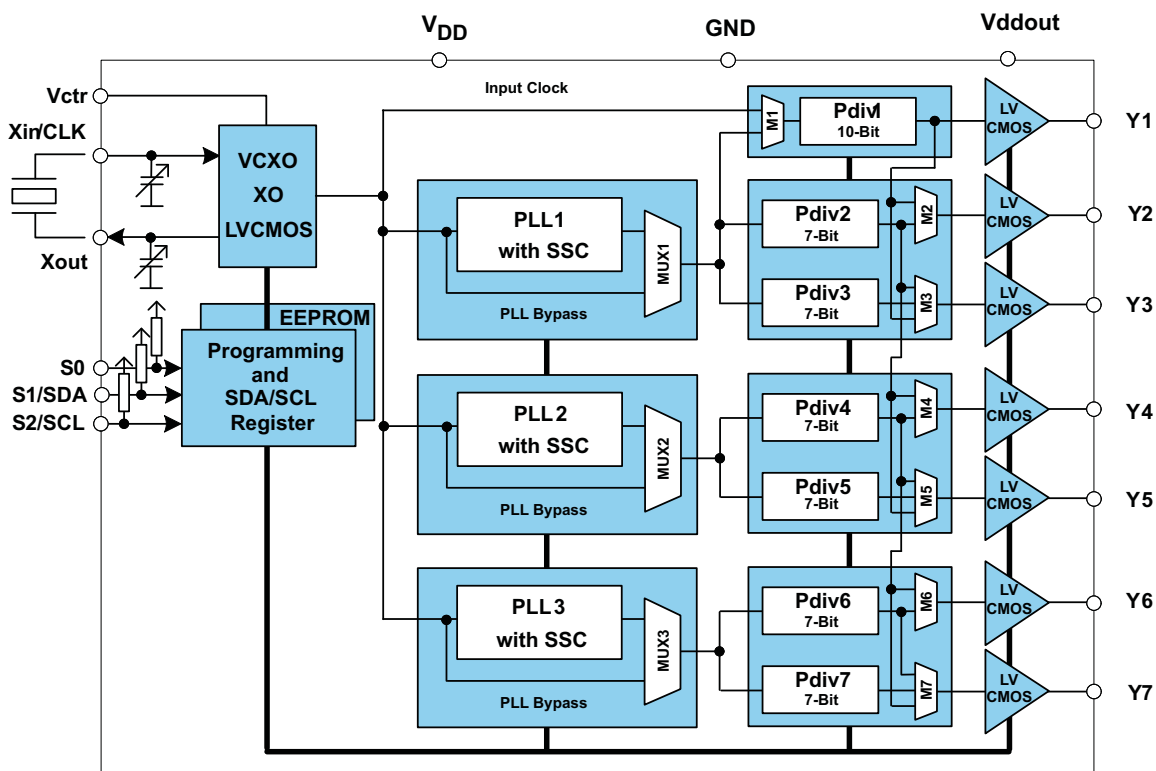 VDD
GND
Vddout
Vctr
Input Clock
Xin/CLK
VCXO
XO
LVCMOS
Xout
M1
Pdiv1
10-Bit
LV
CMOS
Y1
PLL1
with SSC
MUX1
PLL Bypass
Pdiv2
7-Bit
M2
LV
CMOS
Y2
Pdiv3
7-Bit
M3
LV
CMOS
Y3
EEPROM
Programming
and
SDA/SCL
Register
S0
S1/SDA
S2/SCL
PLL2
with SSC
MUX2
PLL Bypass
Pdiv4
7-Bit
M4
LV
CMOS
Y4
Pdiv5
7-Bit
M5
LV
CMOS
Y5
PLL3
with SSC
MUX3
PLL Bypass
Pdiv6
7-Bit
M6
LV
CMOS
Y6
Pdiv7
7-Bit
M7
LV
CMOS
Y7